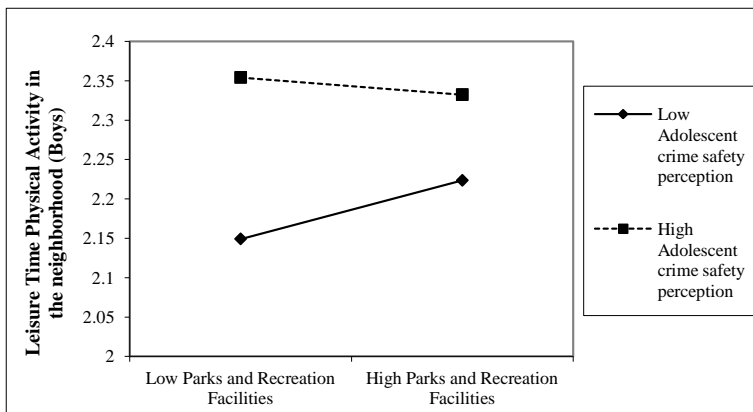 Leisure Time Physical Activity in
the neighborhood (Boys)
2.4
2.35
2.3
2.25
2.2
2.15
2.1
2.05
2
Low Parks and Recreation
Facilities
High Parks and Recreation
Facilities
Low
Adolescent
crime safety
perception
High
Adolescent
crime safety
perception